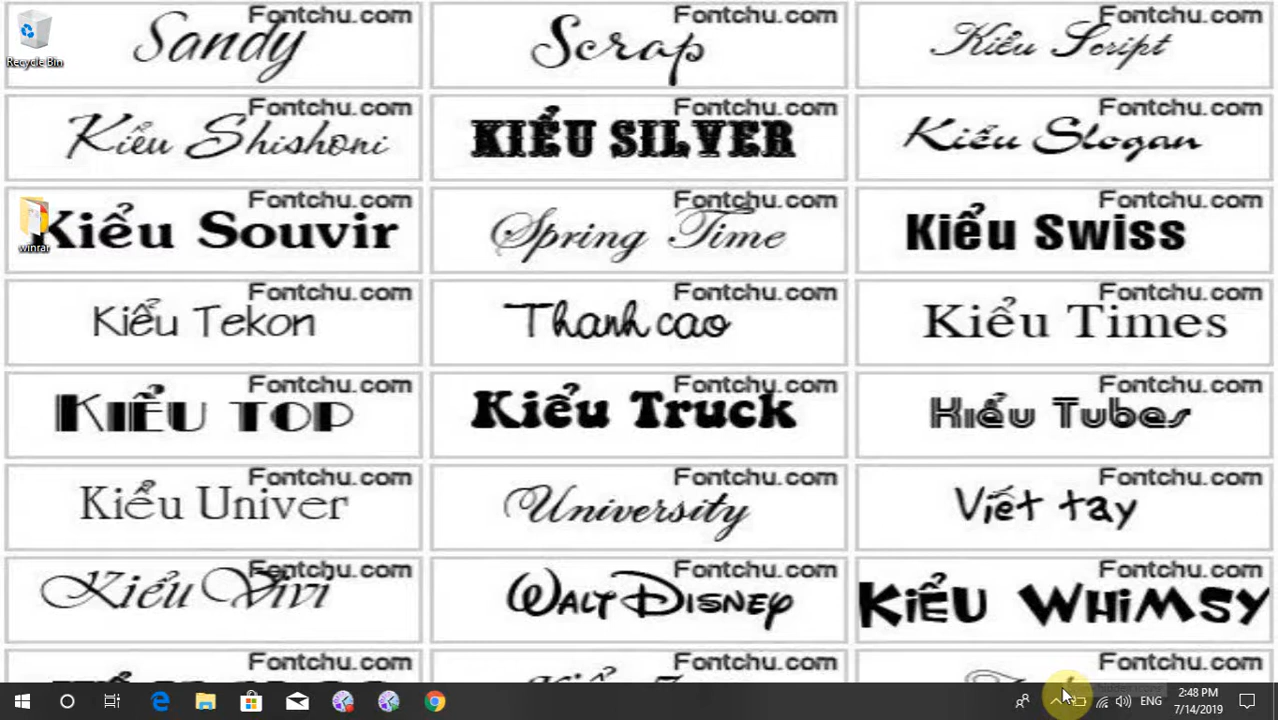 Recycle Bin
Fontchu.com
Sandy
Fontchu.com
Scrap
Fontchu.com
Kiểu Script
Fontchu.com
Kiểu Shishoni
Fontchu.com
KIỂU SILVER
Fontchu.com
Kiểu Slogan
winrar
Fontchu.com
Kiểu Souvir
Fontchu.com
Spring Time
Fontchu.com
Kiểu Swiss
Fontchu.com
Kiểu Tekon
Fontchu.com
Thanh cao
Fontchu.com
Kiểu Times
Fontchu.com
KIỂU TOP
Fontchu.com
Kiểu Truck
Fontchu.com
Kiểu Tubes
Fontchu.com
Kiểu Univer
Fontchu.com
University
Fontchu.com
Viết tay
Fontchu.com
Kiểu Vivi
Fontchu.com
WALT DISNEY
Fontchu.com
KIỂU WHIMSY
Fontchu.com
Fontchu.com
Fontchu.com
ENG
2:48 PM
7/14/2019